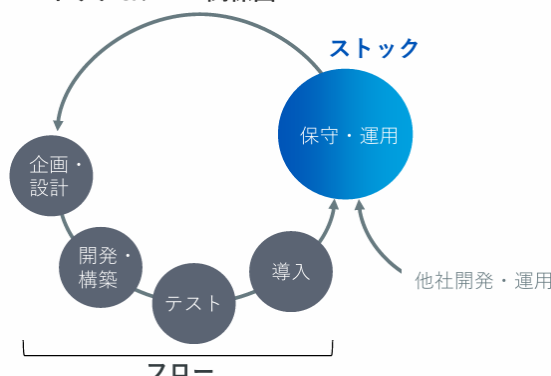 ストック
保守・運用
企画・
設計
開発・
構築
テスト
導入
他社開発・運用
フロー